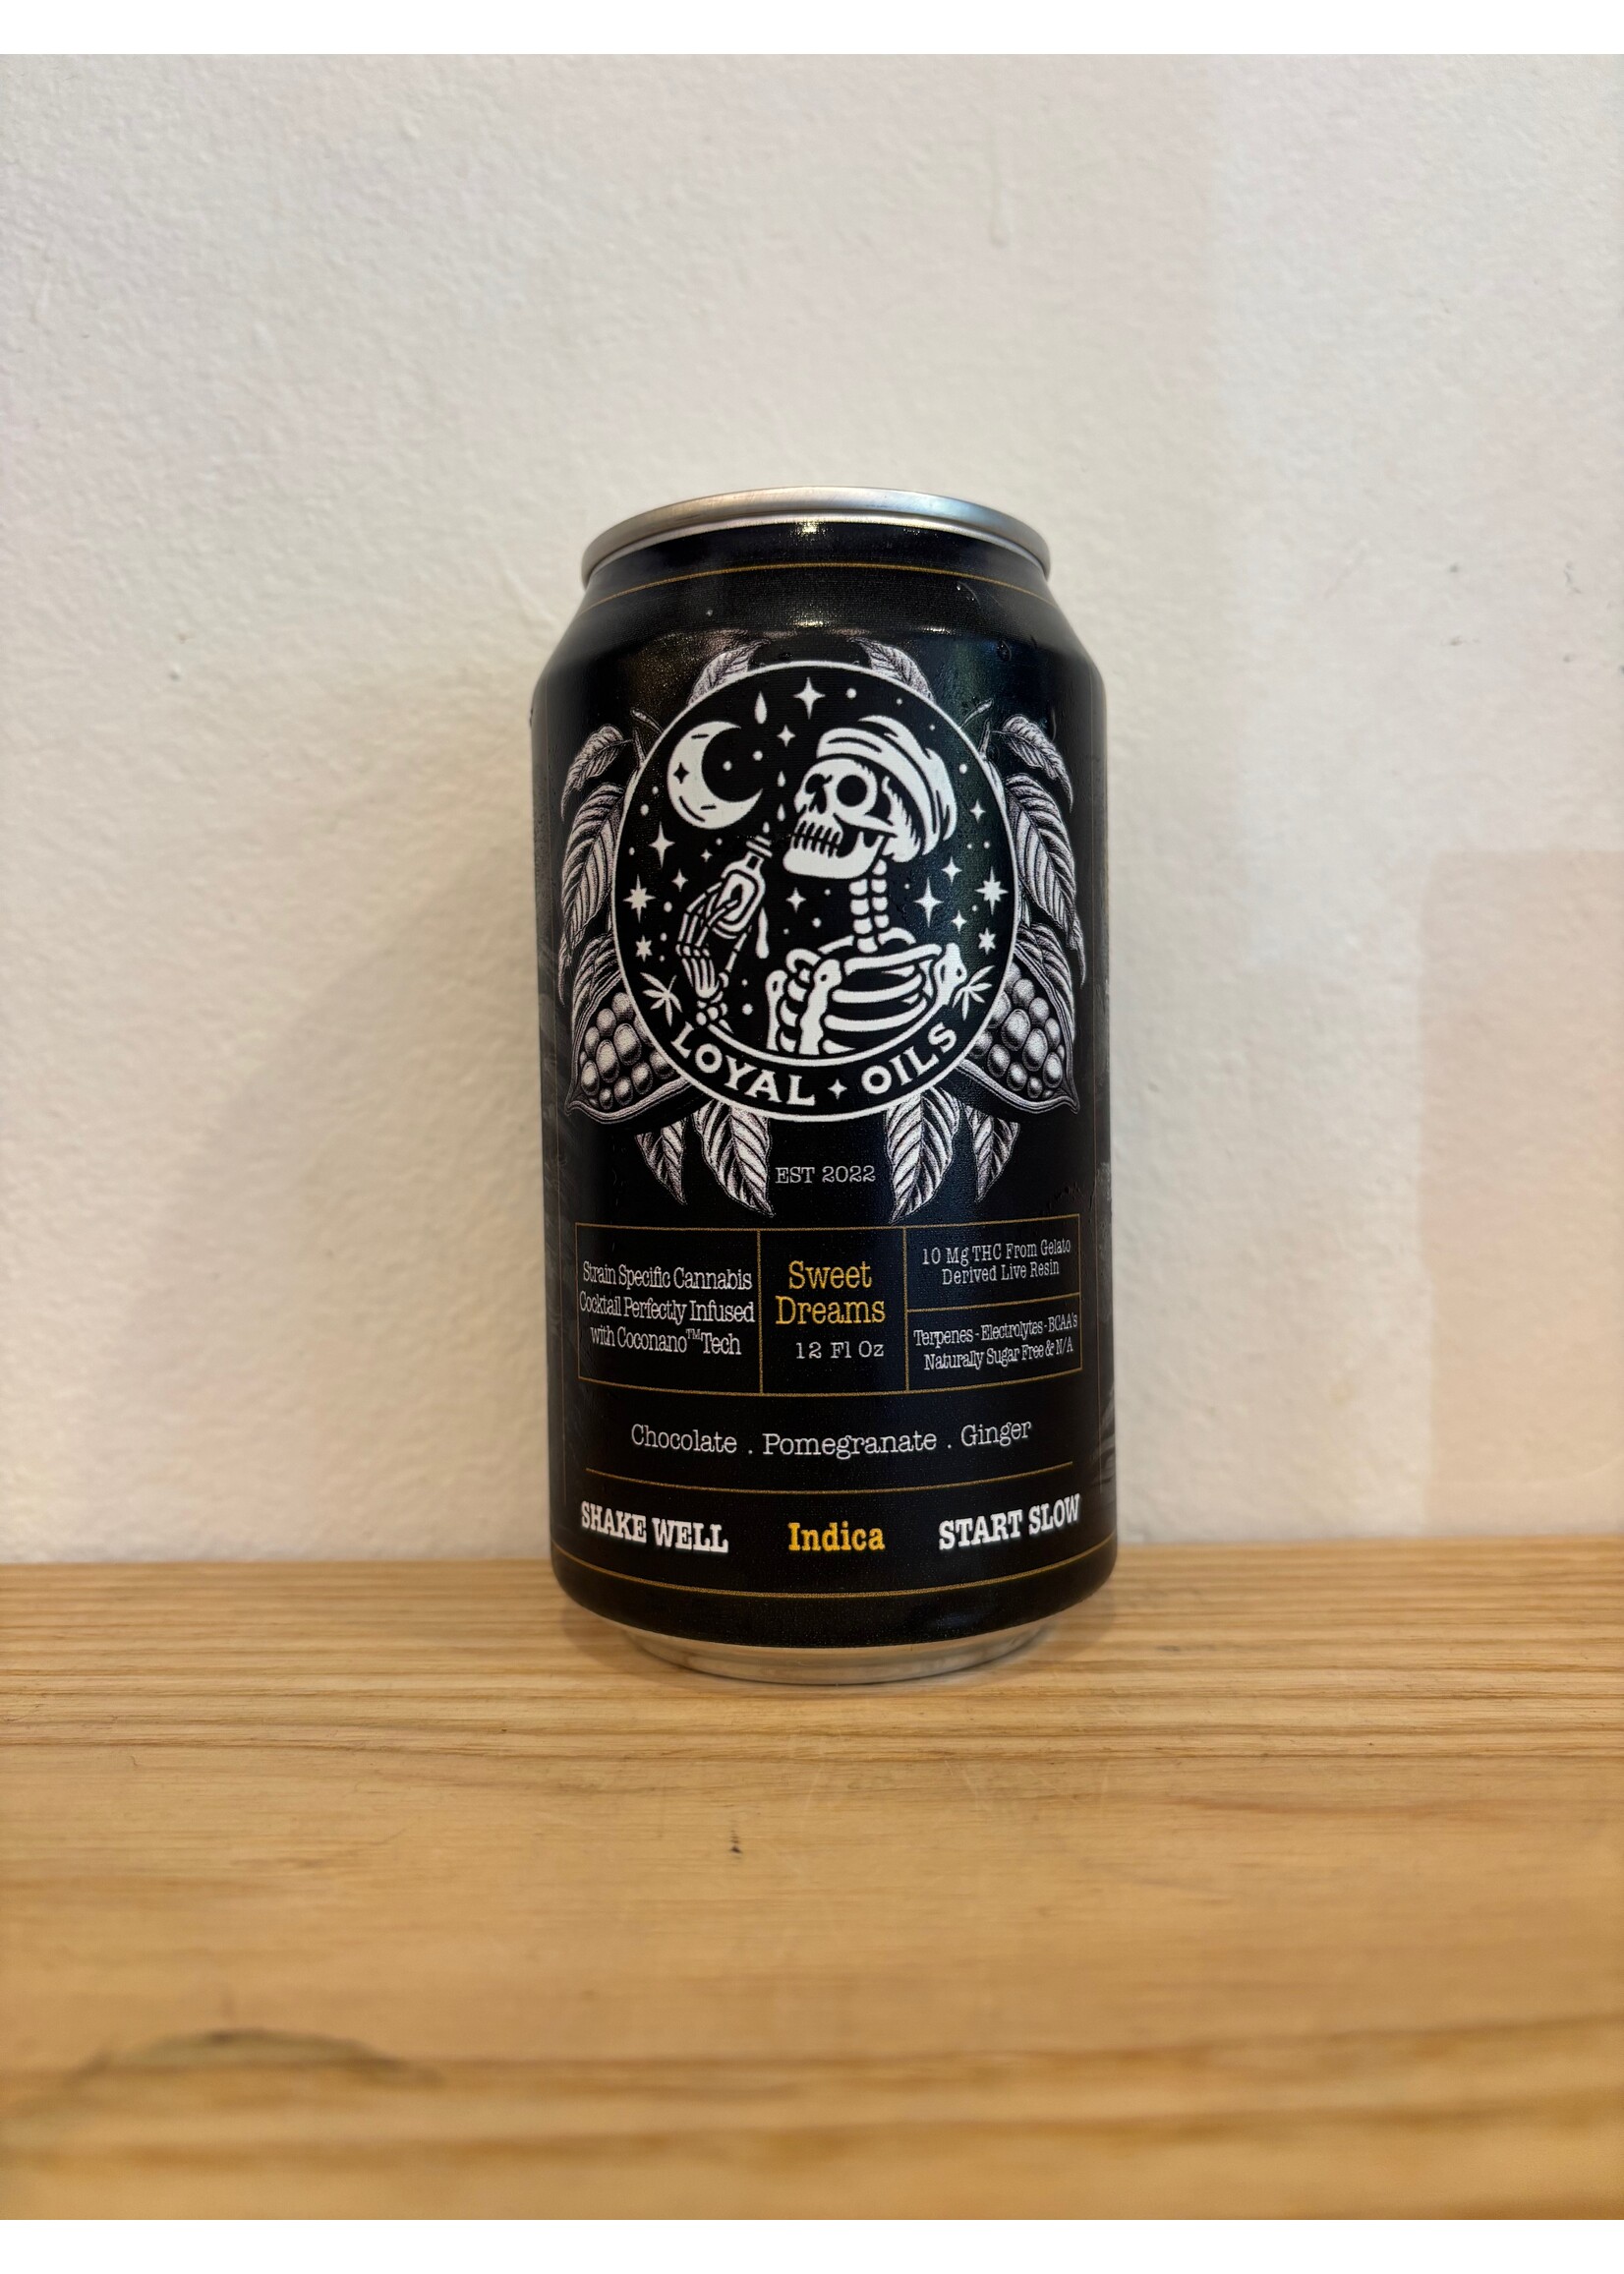 LOYAL ✦ OILS
EST 2022
Strain Specific Cannabis
Cocktail Perfectly Infused
with Coconano™Tech
Sweet
Dreams
12 Fl Oz
10 Mg THC From Gelato
Derived Live Resin
Terpenes - Electrolytes - BCAA's
Naturally Sugar Free & N/A
Chocolate . Pomegranate . Ginger
SHAKE WELL
Indica
START SLOW